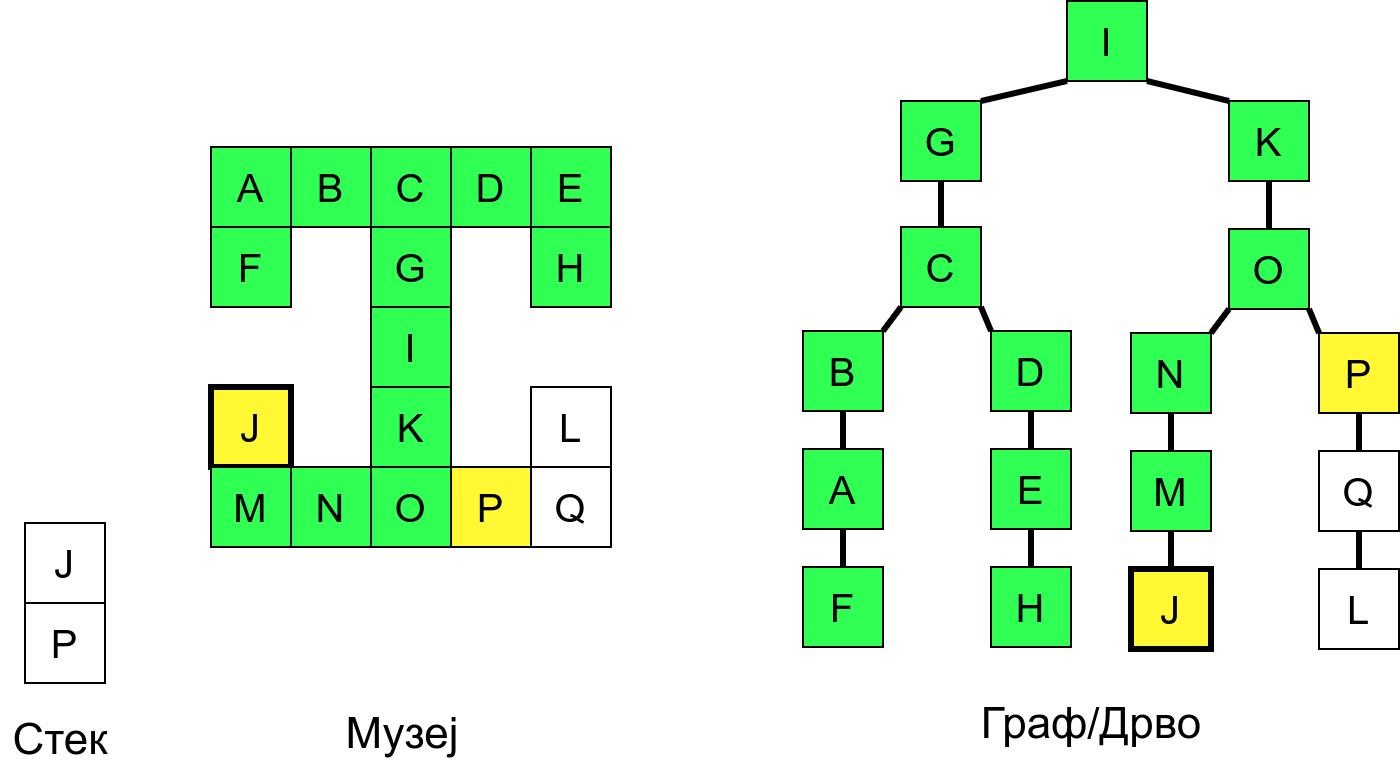 J
P
Стек
A B C D E
F G H
I
J K L
M N O P Q
Музеј
I
G K
C O
B D N P
A E M Q
F H J L
Граф/Дрво